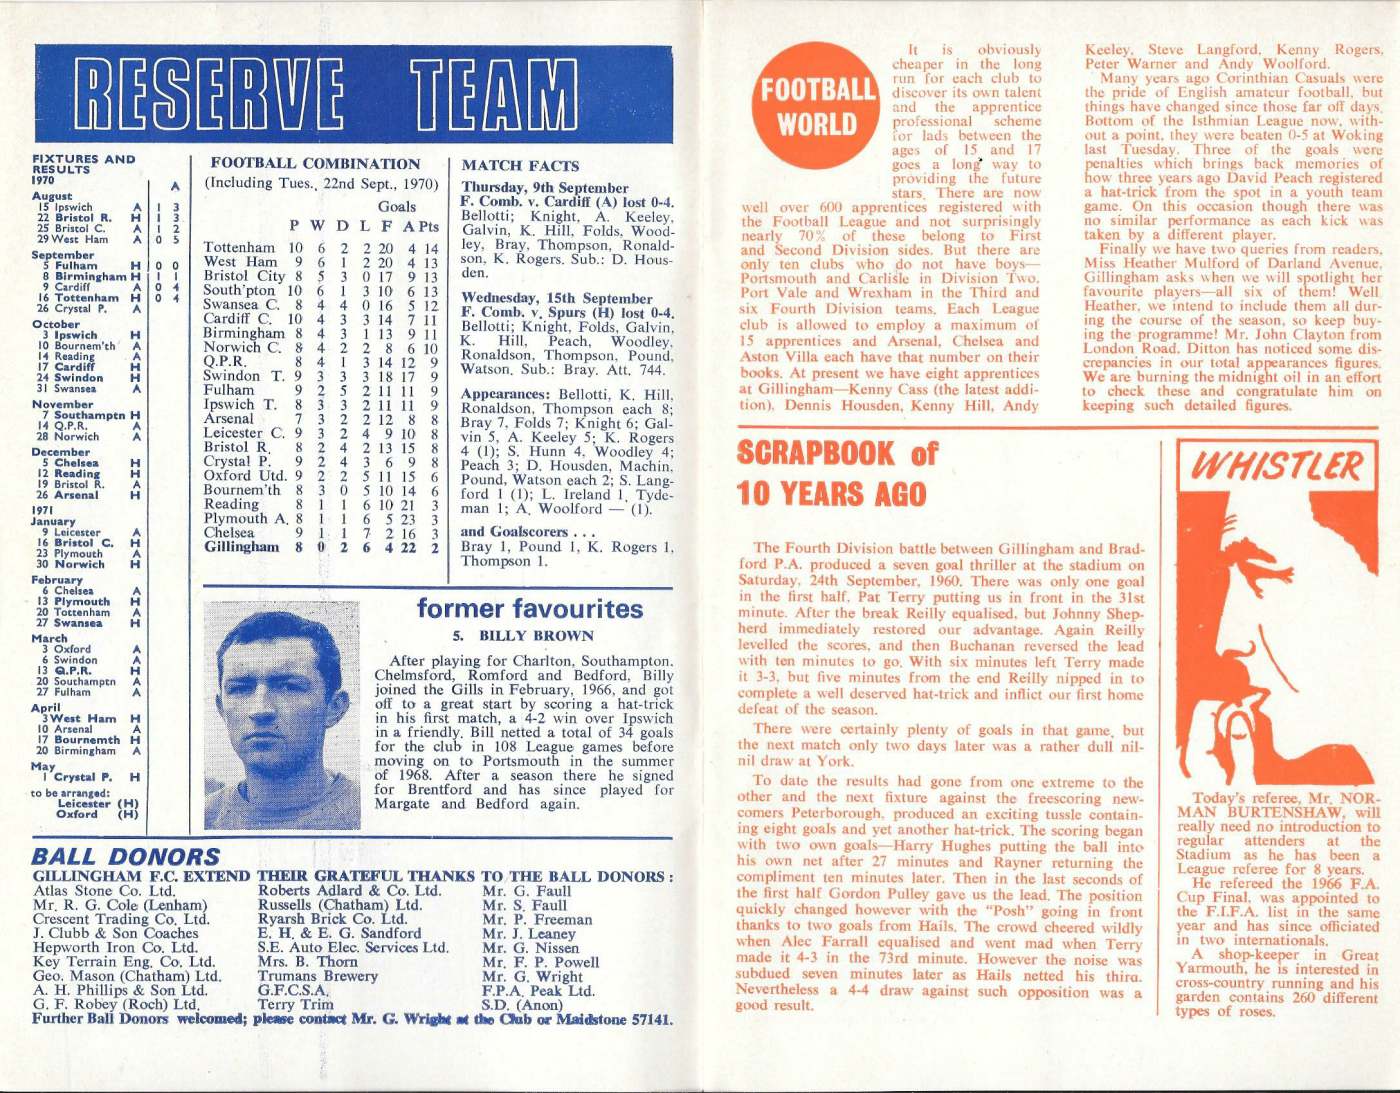 RESERVE TEAM
FIXTURES AND
RESULTS
1970
A
August
15 Ipswich A 1 3
22 Bristol R. H 1 3
25 Bristol C. A 1 2
29 West Ham A 0 5
September
5 Fulham H 0 0
8 Birmingham H 1 1
9 Cardiff A 0 4
16 Tottenham H 0 4
26 Crystal P. A
October
3 Ipswich H
10 Bournem'th A
14 Reading A
17 Cardiff H
24 Swindon H
31 Swansea A
November
7 Southamptn H
14 Q.P.R. A
28 Norwich A
December
5 Chelsea H
12 Reading H
19 Bristol R. A
26 Arsenal H
1971
January
9 Leicester A
16 Bristol C. H
23 Plymouth A
30 Norwich H
February
6 Chelsea A
13 Plymouth H
20 Tottenham A
27 Swansea H
March
3 Oxford A
6 Swindon A
13 Q.P.R. H
20 Southamptn A
27 Fulham A
April
3 West Ham H
10 Arsenal A
17 Bournemth H
20 Birmingham A
May
1 Crystal P. H
to be arranged:
Leicester (H)
Oxford (H)
FOOTBALL COMBINATION
(Including Tues., 22nd Sept., 1970)
Goals
P W D L F A Pts
Tottenham 10 6 2 2 20 4 14
West Ham 9 6 1 2 20 4 13
Bristol City 8 5 3 0 17 9 13
South'pton 10 6 1 3 10 6 13
Swansea C. 8 4 4 0 16 5 12
Cardiff C. 10 4 3 3 14 7 11
Birmingham 8 4 3 1 13 9 11
Norwich C. 8 4 2 2 8 6 10
Q.P.R. 8 4 1 3 14 12 9
Swindon T. 9 3 3 3 18 17 9
Fulham 9 2 5 2 11 11 9
Ipswich T. 8 3 3 2 11 11 9
Arsenal 7 3 2 2 12 8 8
Leicester C. 9 3 2 4 9 10 8
Bristol R. 8 2 4 2 13 15 8
Crystal P. 9 2 4 3 6 9 8
Oxford Utd. 9 2 2 5 11 15 6
Bournem'th 8 3 0 5 10 14 6
Reading 8 1 1 6 10 21 3
Plymouth A. 8 1 1 6 5 23 3
Chelsea 9 1 1 7 2 16 3
Gillingham 8 0 2 6 4 22 2
MATCH FACTS
Thursday, 9th September
F. Comb. v. Cardiff (A) lost 0-4.
Bellotti; Knight, A. Keeley,
Galvin, K. Hill, Folds, Wood-
ley, Bray, Thompson, Ronald-
son, K. Rogers. Sub.: D. Hous-
den.
Wednesday, 15th September
F. Comb. v. Spurs (H) lost 0-4.
Bellotti; Knight, Folds, Galvin,
K. Hill, Peach, Woodley,
Ronaldson, Thompson, Pound,
Watson. Sub.: Bray. Att. 744.
Appearances: Bellotti, K. Hill,
Ronaldson, Thompson each 8;
Bray 7, Folds 7; Knight 6; Gal-
vin 5, A. Keeley 5; K. Rogers
4 (1); S. Hunn 4, Woodley 4;
Peach 3; D. Housden, Machin,
Pound, Watson each 2; S. Lang-
ford 1 (1); L. Ireland 1, Tyde-
man 1; A. Woolford — (1).
and Goalscorers . . .
Bray 1, Pound 1, K. Rogers 1,
Thompson 1.
former favourites
5. BILLY BROWN
After playing for Charlton, Southampton,
Chelmsford, Romford and Bedford, Billy
joined the Gills in February, 1966, and got
off to a great start by scoring a hat-trick
in his first match, a 4-2 win over Ipswich
in a friendly. Bill netted a total of 34 goals
for the club in 108 League games before
moving on to Portsmouth in the summer
of 1968. After a season there he signed
for Brentford and has since played for
Margate and Bedford again.
BALL DONORS
GILLINGHAM F.C. EXTEND THEIR GRATEFUL THANKS TO THE BALL DONORS :
Atlas Stone Co. Ltd. Roberts Adlard & Co. Ltd. Mr. G. Faull
Mr. R. G. Cole (Lenham) Russells (Chatham) Ltd. Mr. S. Faull
Crescent Trading Co. Ltd. Ryarsh Brick Co. Ltd. Mr. P. Freeman
J. Clubb & Son Coaches E. H. & E. G. Sandford Mr. J. Leaney
Hepworth Iron Co. Ltd. S.E. Auto Elec. Services Ltd. Mr. G. Nissen
Key Terrain Eng. Co. Ltd. Mrs. B. Thorn Mr. F. P. Powell
Geo. Mason (Chatham) Ltd. Trumans Brewery Mr. G. Wright
A. H. Phillips & Son Ltd. G.F.C.S.A. F.P.A. Peak Ltd.
G. F. Robey (Roch) Ltd. Terry Trim S.D. (Anon)
Further Ball Donors welcomed; please contact Mr. G. Wright at the Club or Maidstone 57141.
FOOTBALL
WORLD
It is obviously
cheaper in the long
run for each club to
discover its own talent
and the apprentice
professional scheme
for lads between the
ages of 15 and 17
goes a long way to
providing the future
stars. There are now
well over 600 apprentices registered with
the Football League and not surprisingly
nearly 70% of these belong to First
and Second Division sides. But there are
only ten clubs who do not have boys—
Portsmouth and Carlisle in Division Two,
Port Vale and Wrexham in the Third and
six Fourth Division teams. Each League
club is allowed to employ a maximum of
15 apprentices and Arsenal, Chelsea and
Aston Villa each have that number on their
books. At present we have eight apprentices
at Gillingham—Kenny Cass (the latest addi-
tion), Dennis Housden, Kenny Hill, Andy
Keeley, Steve Langford, Kenny Rogers,
Peter Warner and Andy Woolford.
Many years ago Corinthian Casuals were
the pride of English amateur football, but
things have changed since those far off days.
Bottom of the Isthmian League now, with-
out a point, they were beaten 0-5 at Woking
last Tuesday. Three of the goals were
penalties which brings back memories of
how three years ago David Peach registered
a hat-trick from the spot in a youth team
game. On this occasion though there was
no similar performance as each kick was
taken by a different player.
Finally we have two queries from readers,
Miss Heather Mulford of Darland Avenue,
Gillingham asks when we will spotlight her
favourite players—all six of them! Well
Heather, we intend to include them all dur-
ing the course of the season, so keep buy-
ing the programme! Mr. John Clayton from
London Road, Ditton has noticed some dis-
crepancies in our total appearances figures.
We are burning the midnight oil in an effort
to check these and congratulate him on
keeping such detailed figures.
SCRAPBOOK of
10 YEARS AGO
The Fourth Division battle between Gillingham and Brad-
ford P.A. produced a seven goal thriller at the stadium on
Saturday, 24th September, 1960. There was only one goal
in the first half, Pat Terry putting us in front in the 31st
minute. After the break Reilly equalised, but Johnny Shep-
herd immediately restored our advantage. Again Reilly
levelled the scores, and then Buchanan reversed the lead
with ten minutes to go. With six minutes left Terry made
it 3-3, but five minutes from the end Reilly nipped in to
complete a well deserved hat-trick and inflict our first home
defeat of the season.
There were certainly plenty of goals in that game, but
the next match only two days later was a rather dull nil-
nil draw at York.
To date the results had gone from one extreme to the
other and the next fixture against the freescoring new-
comers Peterborough, produced an exciting tussle contain-
ing eight goals and yet another hat-trick. The scoring began
with two own goals—Harry Hughes putting the ball into
his own net after 27 minutes and Rayner returning the
compliment ten minutes later. Then in the last seconds of
the first half Gordon Pulley gave us the lead. The position
quickly changed however with the "Posh" going in front
thanks to two goals from Hails. The crowd cheered wildly
when Alec Farrall equalised and went mad when Terry
made it 4-3 in the 73rd minute. However the noise was
subdued seven minutes later as Hails netted his third.
Nevertheless a 4-4 draw against such opposition was a
good result.
WHISTLER
Today's referee, Mr. NOR-
MAN BURTENSHAW, will
really need no introduction to
regular attenders at the
Stadium as he has been a
League referee for 8 years.
He refereed the 1966 F.A.
Cup Final, was appointed to
the F.I.F.A. list in the same
year and has since officiated
in two internationals.
A shop-keeper in Great
Yarmouth, he is interested in
cross-country running and his
garden contains 260 different
types of roses.